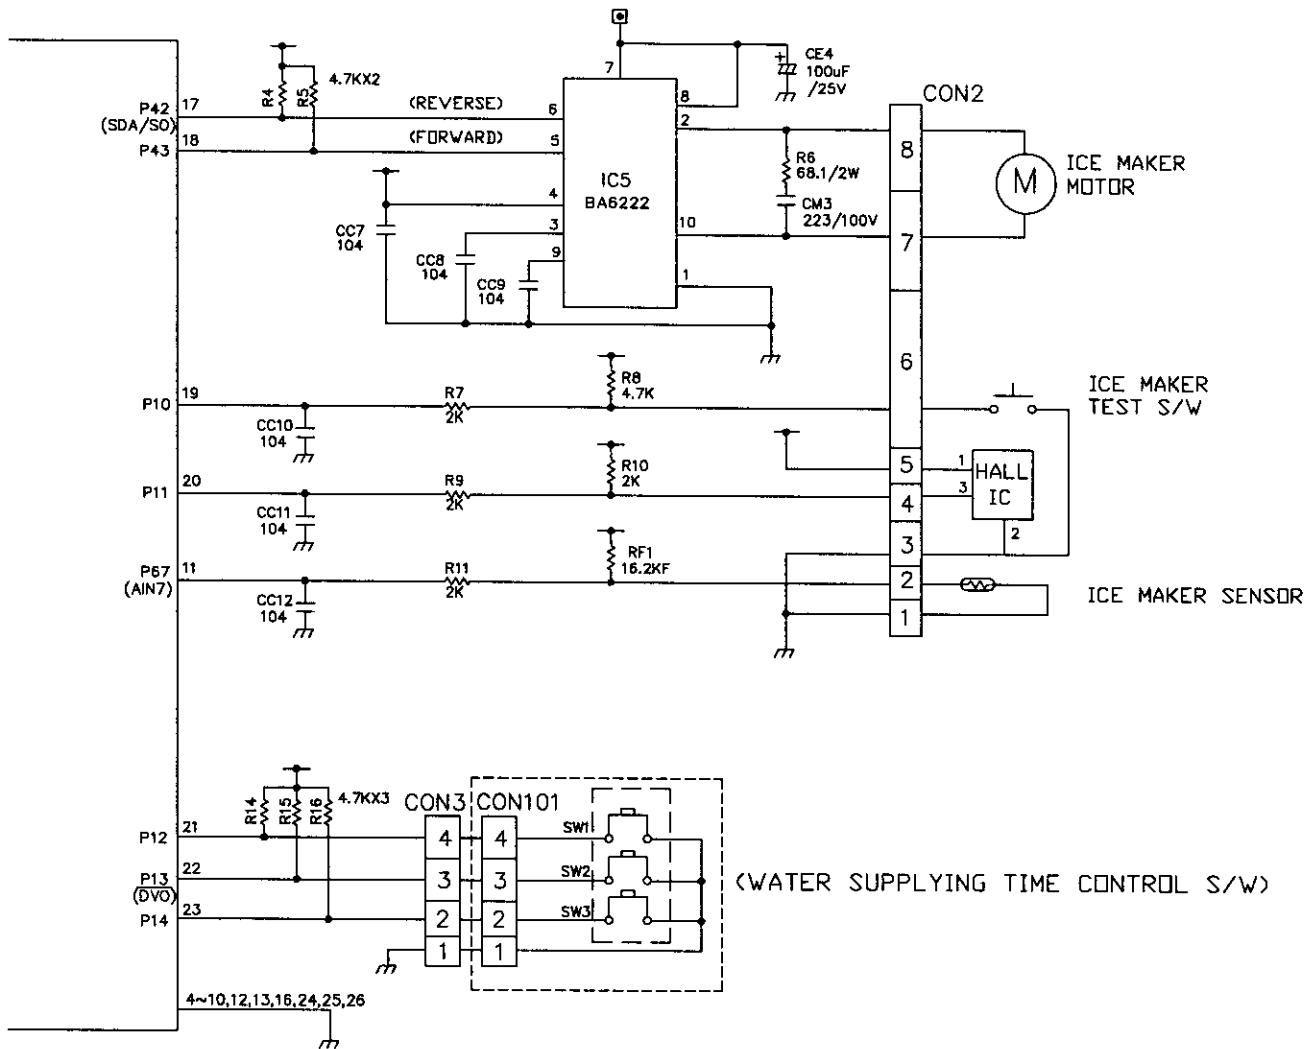 7
CE4
100uF
/25V
+
4.7KX2
R4
R5
P42
17
(SDA/SO)
(REVERSE)
6
8
CON2
18
P43
(FORWARD)
5
2
8
IC5
BA6222
R6
68.1/2W
CM3
223/100V
M
ICE MAKER
MOTOR
4
CC7
104
3
10
7
CC8
104
9
CC9
104
1
6
P10
19
R7
2K
R8
4.7K
ICE MAKER
TEST S/W
CC10
104
5
1
HALL
IC
P11
20
R9
2K
R10
2K
4
3
CC11
104
3
2
P67
11
(AIN7)
R11
2K
RF1
16.2KF
2
CC12
104
1
ICE MAKER SENSOR
R14
R15
R16
4.7KX3
CON3
CON101
P12
21
4
4
SW1
P13
22
(DVO)
3
3
SW2
(WATER SUPPLYING TIME CONTROL S/W)
P14
23
2
2
SW3
1
1
4~10,12,13,16,24,25,26